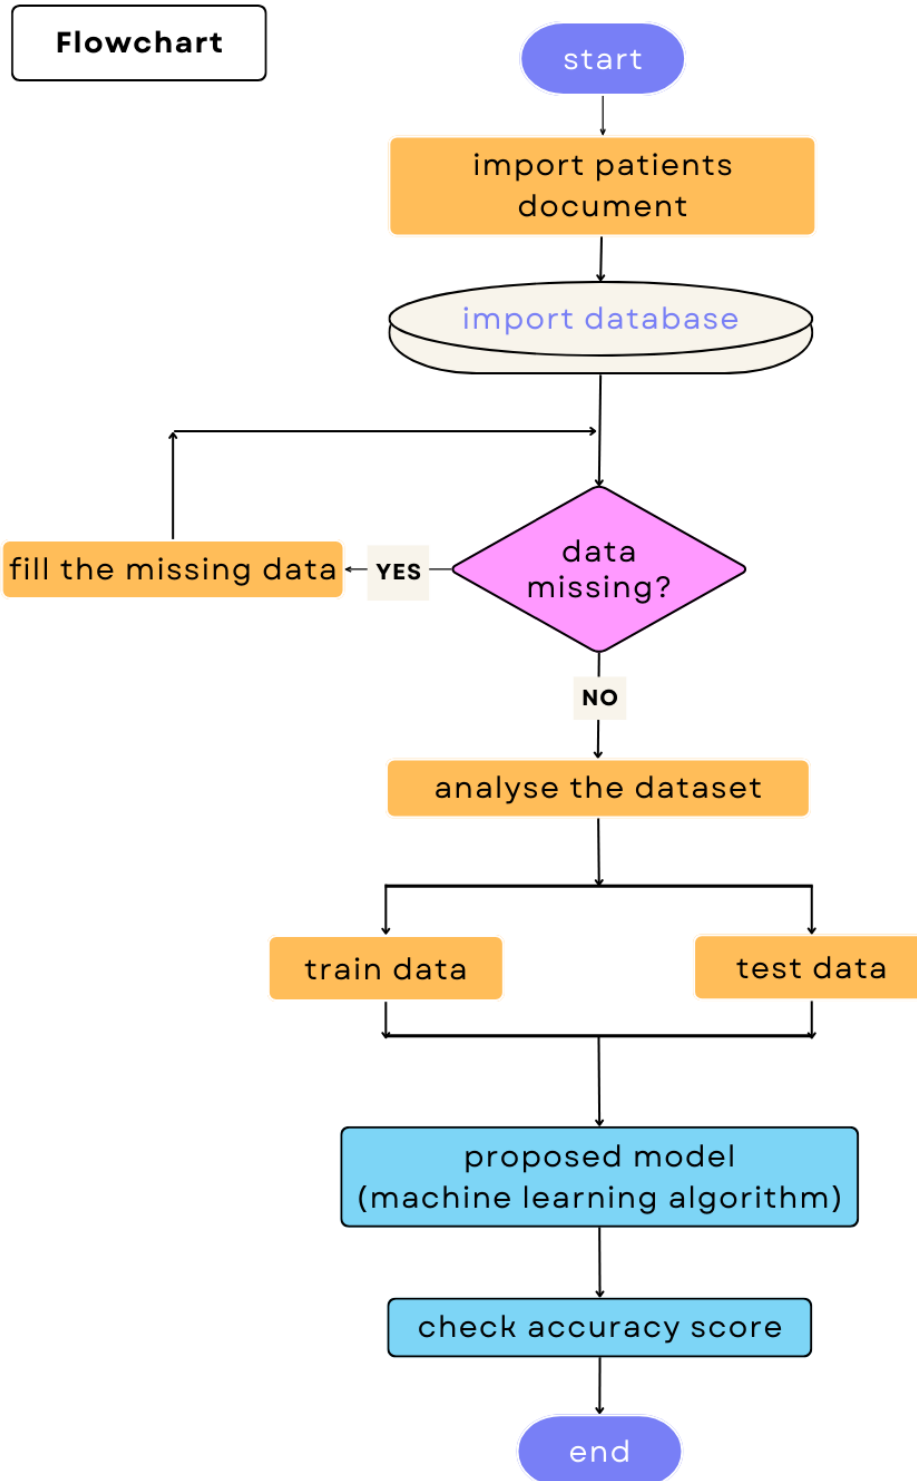 Flowchart
start
import patients
document
import database
data
missing?
YES
fill the missing data
NO
analyse the dataset
train data
test data
proposed model
(machine learning algorithm)
check accuracy score
end